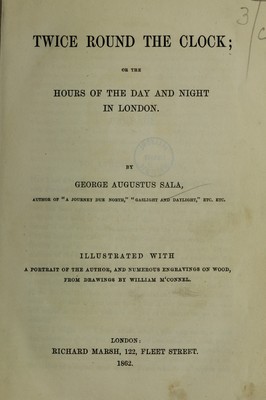 TWICE ROUND THE CLOCK;
OR THE
HOURS OF THE DAY AND NIGHT
IN LONDON.
BY
GEORGE AUGUSTUS SALA,
AUTHOR ON "A JOURNEY DUE NORTH," "GASLIGHT AND DAYLIGHT," ETC. ETC.
ILLUSTRATED WITH
A PORTRAIT OF THE AUTHOR, AND NUMEROUS ENGRAVINGS ON WOOD,
FROM DRAWINGS BY WILLIAM M'CONNEL.
LONDON:
RICHARD MARSH, 122, FLEET STREET.
1862.